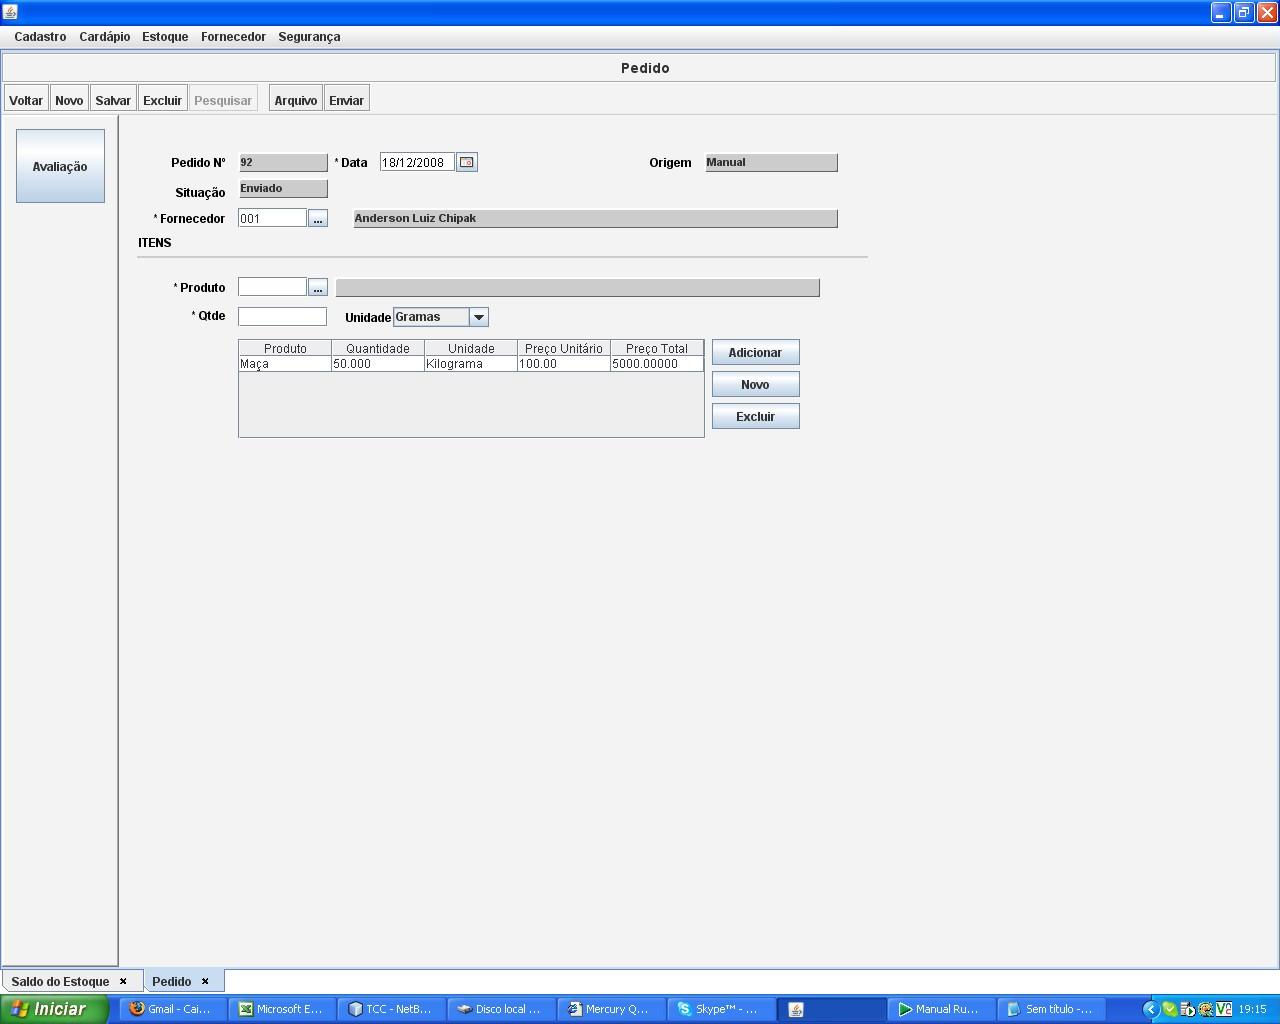 Cadastro Cardápio Estoque Fornecedor Segurança
Pedido
Voltar Novo Salvar Excluir Pesquisar Arquivo Enviar
Avaliação
Pedido Nº 92 * Data 18/12/2008 Origem Manual
Situação Enviado
* Fornecedor 001 ... Anderson Luiz Chipak
ITENS
* Produto ...
* Qtde Unidade Gramas
Produto Quantidade Unidade Preço Unitário Preço Total
Maça 50.000 Kilograma 100.00 5000.00000
Adicionar
Novo
Excluir
Saldo do Estoque × Pedido ×
Iniciar Gmail - Cai... Microsoft E... TCC - NetB... Disco local ... Mercury Q... Skype™ - ... Manual Ru... Sem título -... 19:15